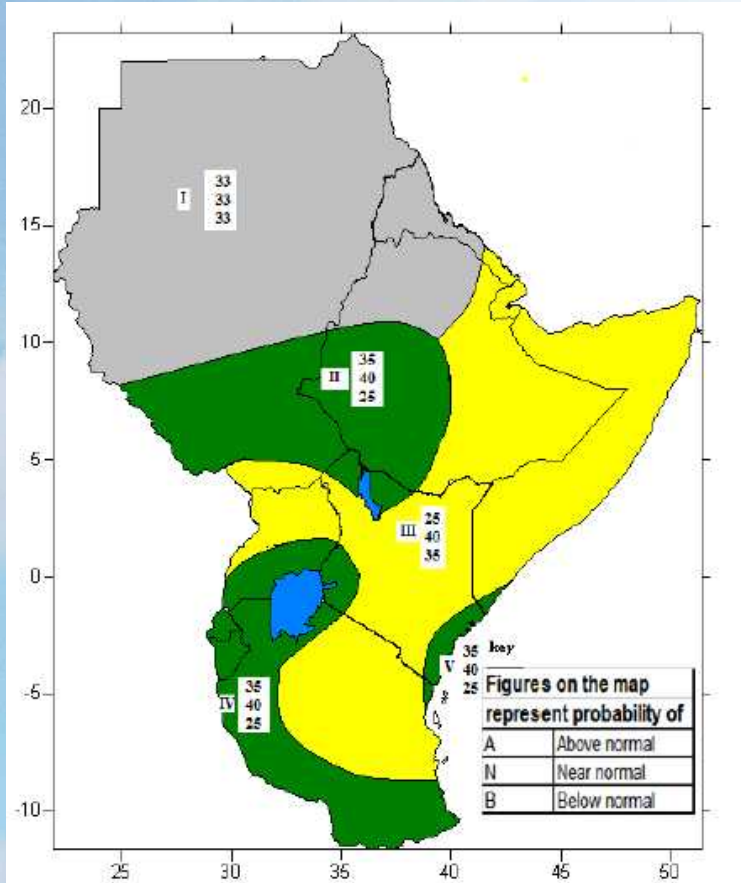 20
15
10
5
0
-5
-10
25 30 35 40 45 50
I
33
33
33
II
35
40
25
III
25
40
35
IV
35
40
25
V
35
40
25
key
Figures on the map
represent probability of
A Above normal
N Near normal
B Below normal